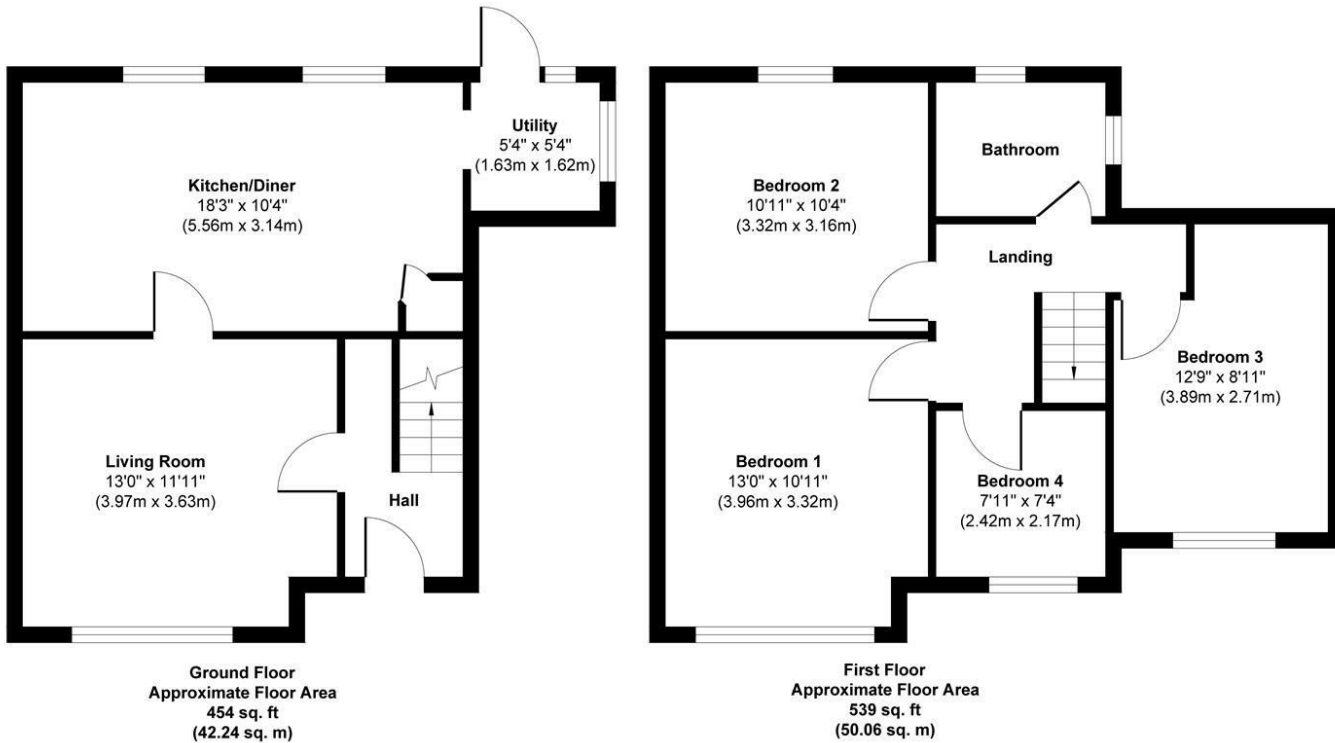 Utility
5'4" x 5'4"
(1.63m x 1.62m)
Kitchen/Diner
18'3" x 10'4"
(5.56m x 3.14m)
Living Room
13'0" x 11'11"
(3.97m x 3.63m)
Hall
Ground Floor
Approximate Floor Area
454 sq. ft
(42.24 sq. m)
Bathroom
Bedroom 2
10'11" x 10'4"
(3.32m x 3.16m)
Landing
Bedroom 3
12'9" x 8'11"
(3.89m x 2.71m)
Bedroom 1
13'0" x 10'11"
(3.96m x 3.32m)
Bedroom 4
7'11" x 7'4"
(2.42m x 2.17m)
First Floor
Approximate Floor Area
539 sq. ft
(50.06 sq. m)